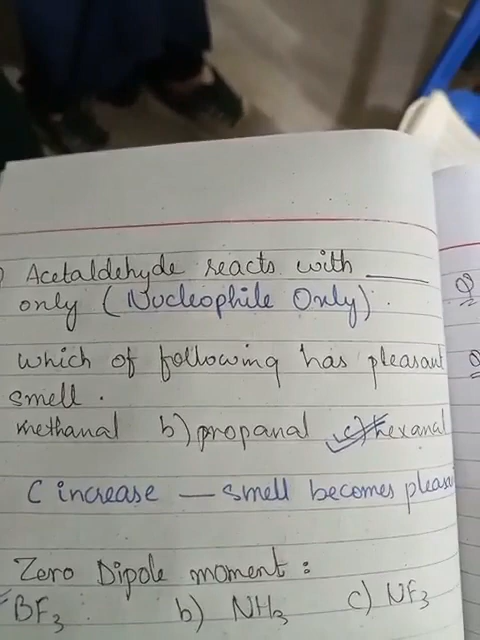 Acetaldehyde reacts with ____
only (Nucleophile Only).
which of following has pleasant
smell.
methanal b) propanal c) hexanal
C increase — smell becomes
Zero Dipole moment :
BF3 b) NH3 c) NF3
Q
Q